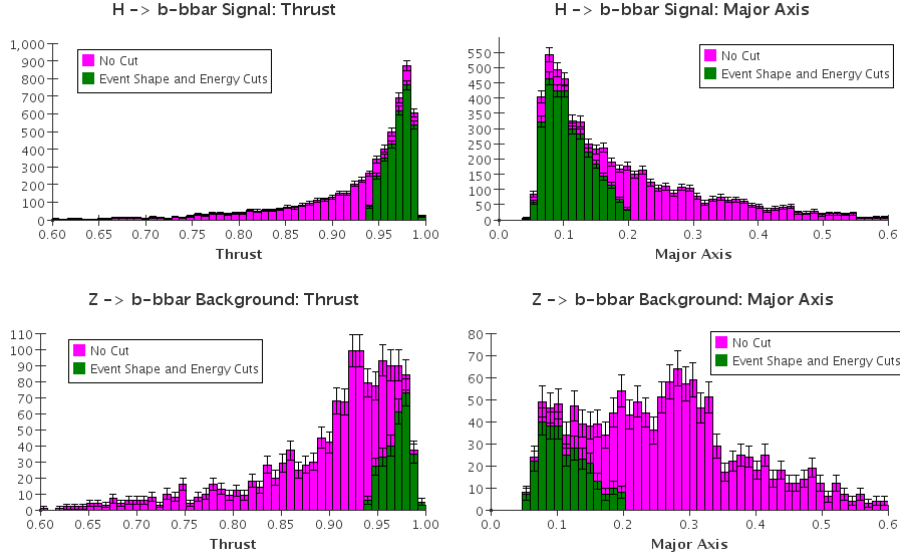 H -> b-bbar Signal: Thrust
1,000
900
800
700
600
500
400
300
200
100
0
No Cut
Event Shape and Energy Cuts
0.60 0.65 0.70 0.75 0.80 0.85 0.90 0.95 1.00
Thrust
H -> b-bbar Signal: Major Axis
550
500
450
400
350
300
250
200
150
100
50
0
No Cut
Event Shape and Energy Cuts
0.0 0.1 0.2 0.3 0.4 0.5 0.6
Major Axis
Z -> b-bbar Background: Thrust
110
100
90
80
70
60
50
40
30
20
10
0
No Cut
Event Shape and Energy Cuts
0.60 0.65 0.70 0.75 0.80 0.85 0.90 0.95 1.00
Thrust
Z -> b-bbar Background: Major Axis
80
70
60
50
40
30
20
10
0
No Cut
Event Shape and Energy Cuts
0.0 0.1 0.2 0.3 0.4 0.5 0.6
Major Axis